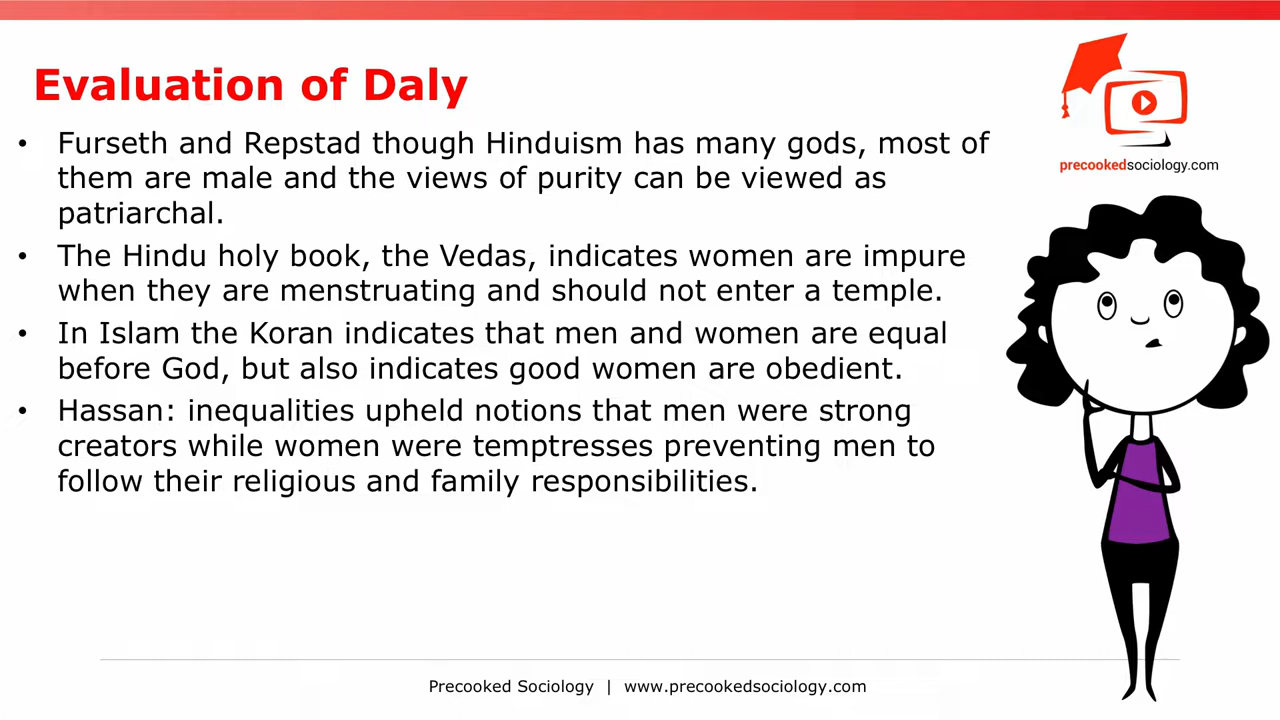 Evaluation of Daly
precookedsociology.com
• Furseth and Repstad though Hinduism has many gods, most of
them are male and the views of purity can be viewed as
patriarchal.
• The Hindu holy book, the Vedas, indicates women are impure
when they are menstruating and should not enter a temple.
• In Islam the Koran indicates that men and women are equal
before God, but also indicates good women are obedient.
• Hassan: inequalities upheld notions that men were strong
creators while women were temptresses preventing men to
follow their religious and family responsibilities.
Precooked Sociology | www.precookedsociology.com